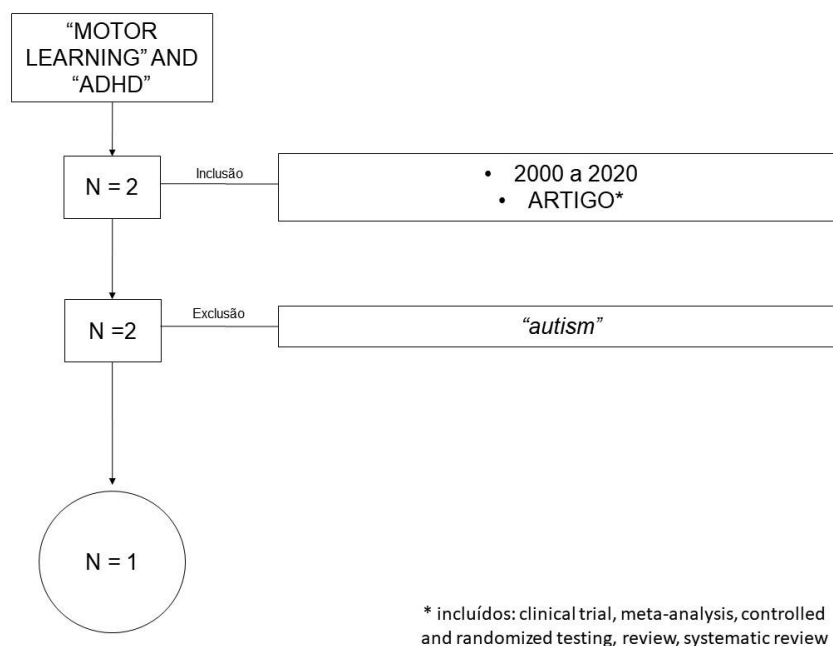 “MOTOR
LEARNING” AND
“ADHD”
N = 2
Inclusão
• 2000 a 2020
• ARTIGO*
N =2
Exclusão
“autism”
N = 1
* incluídos: clinical trial, meta-analysis, controlled
and randomized testing, review, systematic review